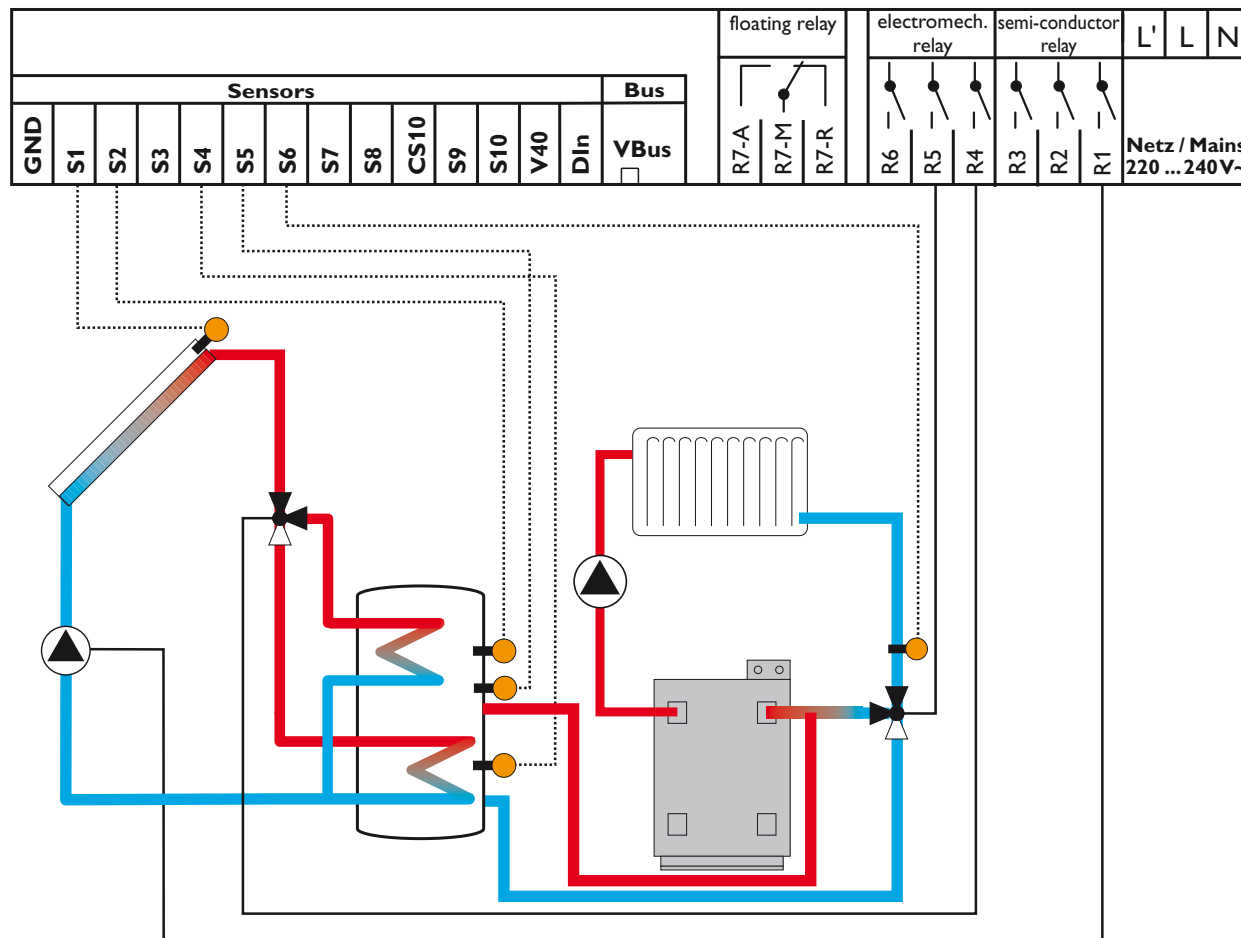 floating relay
electromech.
relay
semi-conductor
relay
L' L N
Sensors
Bus
GND S1 S2 S3 S4 S5 S6 S7 S8 CS10 S9 S10 V40 DIn
VBus
R7-A R7-M R7-R
R6 R5 R4 R3 R2 R1
Netz / Mains
220 ... 240 V~